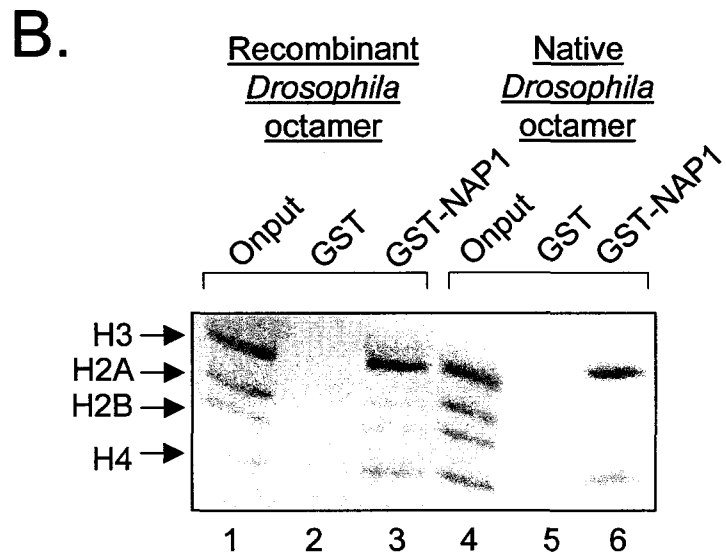 B.
Recombinant
Drosophila
octamer
Native
Drosophila
octamer
Onput
GST
GST-NAP1
Onput
GST
GST-NAP1
H3
H2A
H2B
H4
1 2 3 4 5 6